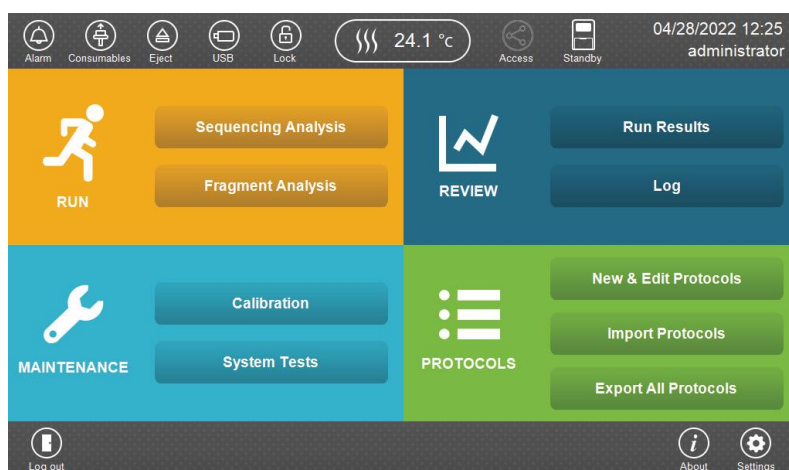 Alarm
Consumables
Eject
USB
Lock
24.1 °c
Access
Standby
04/28/2022 12:25
administrator
RUN
Sequencing Analysis
Fragment Analysis
REVIEW
Run Results
Log
MAINTENANCE
Calibration
System Tests
PROTOCOLS
New & Edit Protocols
Import Protocols
Export All Protocols
Log out
i
About
Settings